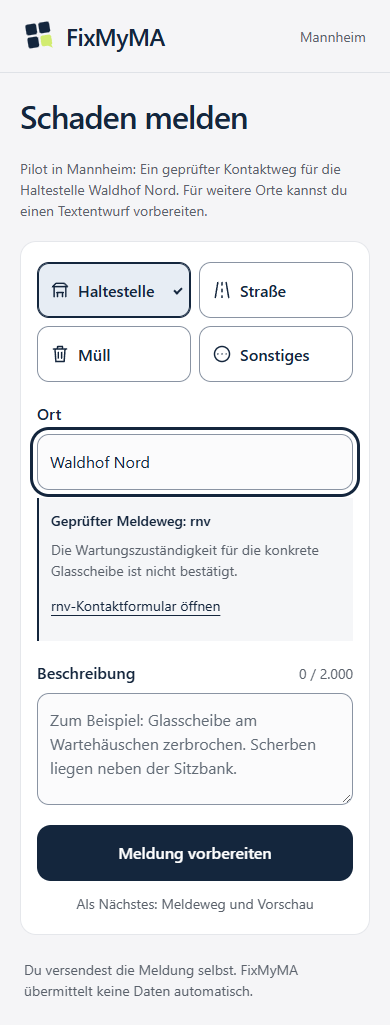 FixMyMA
Mannheim
Schaden melden
Pilot in Mannheim: Ein geprüfter Kontaktweg für die
Haltestelle Waldhof Nord. Für weitere Orte kannst du
einen Textentwurf vorbereiten.
Haltestelle
Straße
Müll
Sonstiges
Ort
Waldhof Nord
Geprüfter Meldeweg: rnv
Die Wartungszuständigkeit für die konkrete
Glasscheibe ist nicht bestätigt.
rnv-Kontaktformular öffnen
Beschreibung
0 / 2.000
Zum Beispiel: Glasscheibe am
Wartehäuschen zerbrochen. Scherben
liegen neben der Sitzbank.
Meldung vorbereiten
Als Nächstes: Meldeweg und Vorschau
Du versendest die Meldung selbst. FixMyMA
übermittelt keine Daten automatisch.